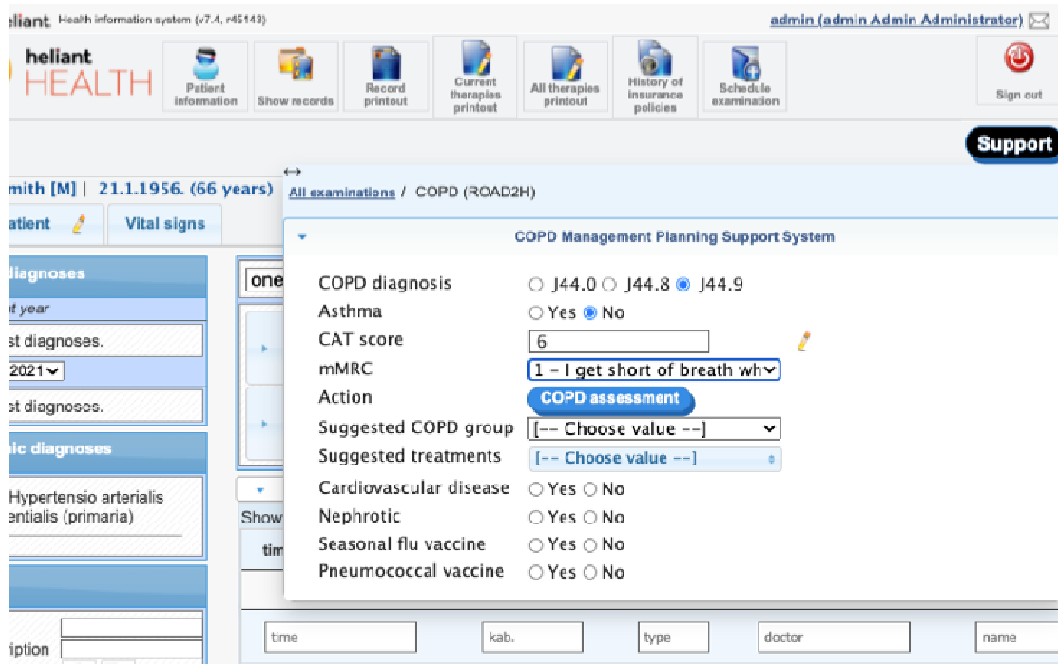 eliant Health information system (v7.4, r45143)
admin (admin Admin Administrator)
heliant
HEALTH
Patient information
Show records
Record printout
Current therapies printout
All therapies printout
History of insurance policies
Schedule examination
Sign out
Support
mith [M] | 21.1.1956. (66 years)
All examinations / COPD (ROAD2H)
atient
Vital signs
COPD Management Planning Support System
diagnoses
one
COPD diagnosis J44.0 J44.8 J44.9
t year
Asthma Yes No
st diagnoses.
CAT score 6
2021
mMRC 1 - I get short of breath wh
Action COPD assessment
st diagnoses.
Suggested COPD group [-- Choose value --]
ic diagnoses
Suggested treatments [-- Choose value --]
Hypertensio arterialis
entialis (primaria)
Cardiovascular disease Yes No
Show
Nephrotic Yes No
tim
Seasonal flu vaccine Yes No
Pneumococcal vaccine Yes No
time kab. type doctor name
ription